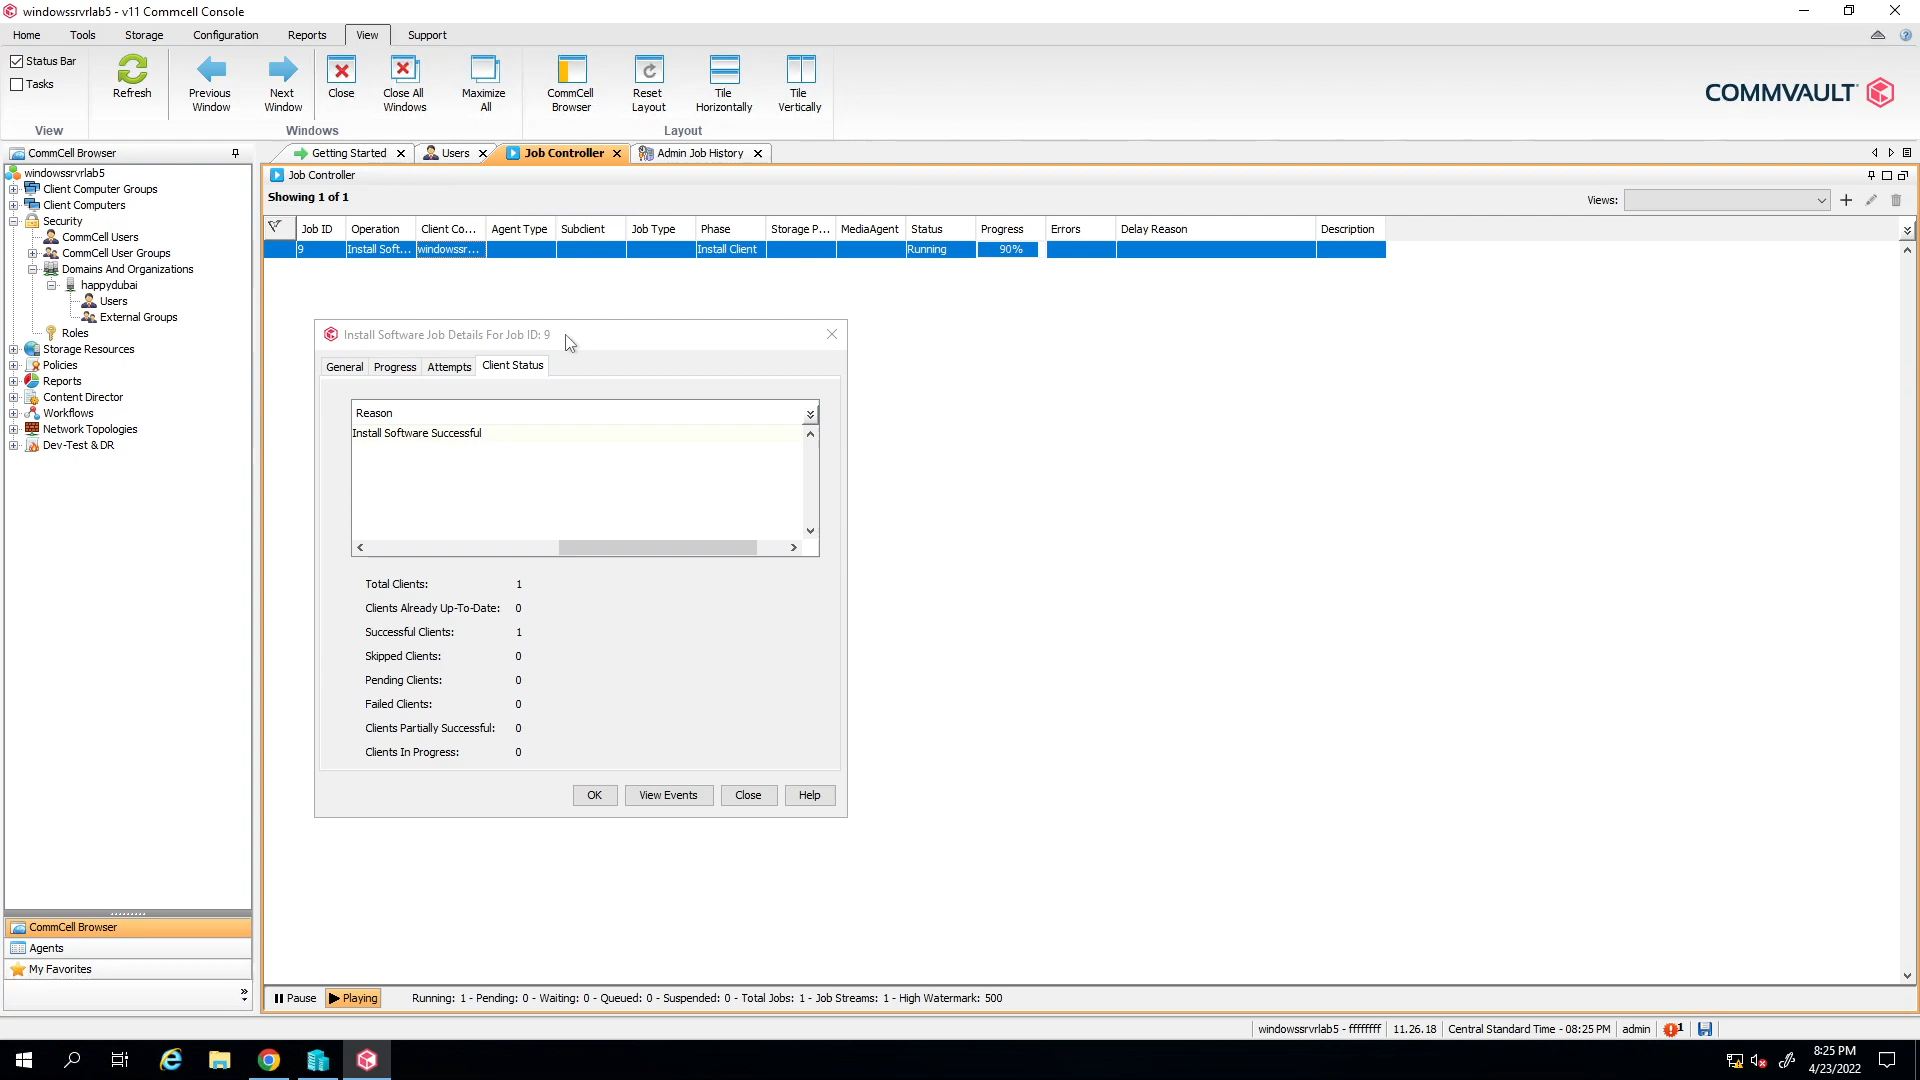 windowssrvrlab5 - v11 Commcell Console
Home Tools Storage Configuration Reports View Support
Status Bar
Tasks
Refresh
Previous Window
Next Window
Close
Close All Windows
Maximize All
CommCell Browser
Reset Layout
Tile Horizontally
Tile Vertically
View Windows Layout
COMMVAULT
CommCell Browser
Getting Started Users Job Controller Admin Job History
windowssrvrlab5
Client Computer Groups
Client Computers
Security
CommCell Users
CommCell User Groups
Domains And Organizations
happydubai
Users
External Groups
Roles
Storage Resources
Policies
Reports
Content Director
Workflows
Network Topologies
Dev-Test & DR
CommCell Browser
Agents
My Favorites
Job Controller
Showing 1 of 1
Views:
Job ID Operation Client Co... Agent Type Subclient Job Type Phase Storage P... MediaAgent Status Progress Errors Delay Reason Description
9 Install Soft... windowssr... Install Client Running 90%
Install Software Job Details For Job ID: 9
General Progress Attempts Client Status
Reason
Install Software Successful
Total Clients: 1
Clients Already Up-To-Date: 0
Successful Clients: 1
Skipped Clients: 0
Pending Clients: 0
Failed Clients: 0
Clients Partially Successful: 0
Clients In Progress: 0
OK View Events Close Help
Pause Playing Running: 1 - Pending: 0 - Waiting: 0 - Queued: 0 - Suspended: 0 - Total Jobs: 1 - Job Streams: 1 - High Watermark: 500
windowssrvrlab5 - ffffffff 11.26.18 Central Standard Time - 08:25 PM admin 1
8:25 PM
4/23/2022